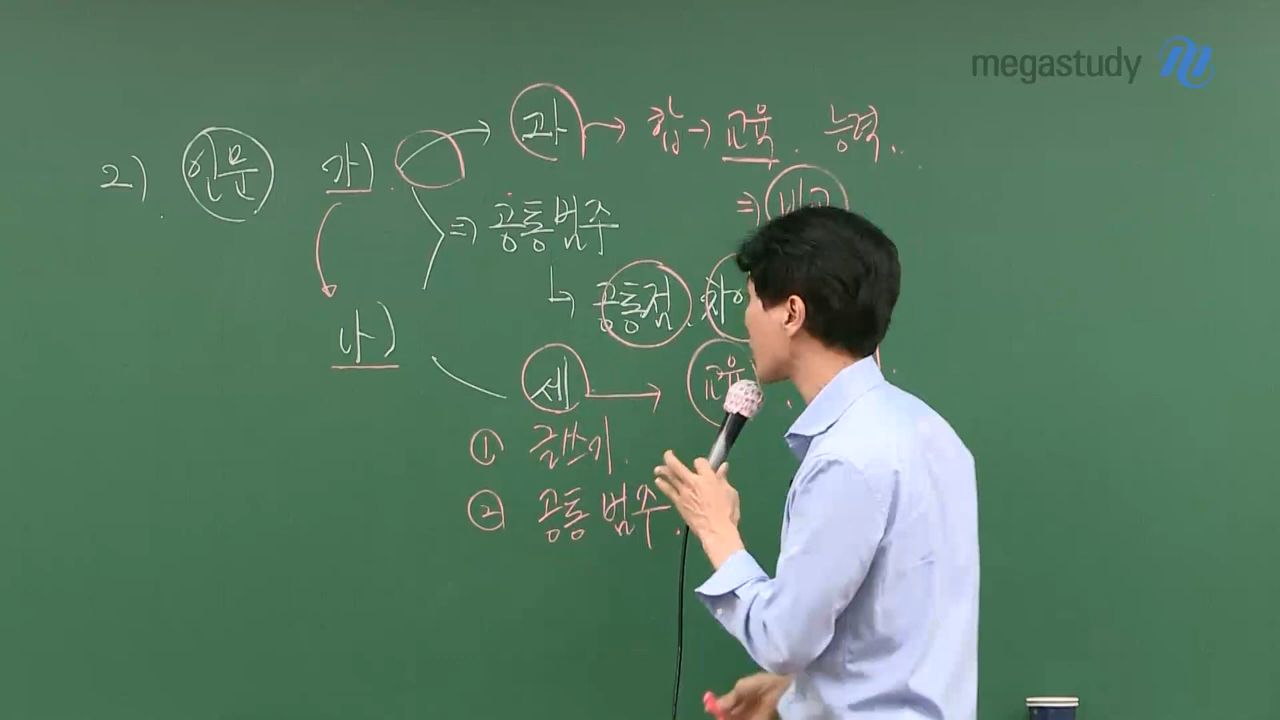 megastudy
과 → 합 → 교육. 능력.
2) 인문 가)
⇒ 공통범주 ⇒ 비교
↳ 공통점, 차이
나)
세 → 교육
① 글쓰기.
② 공통 범주.